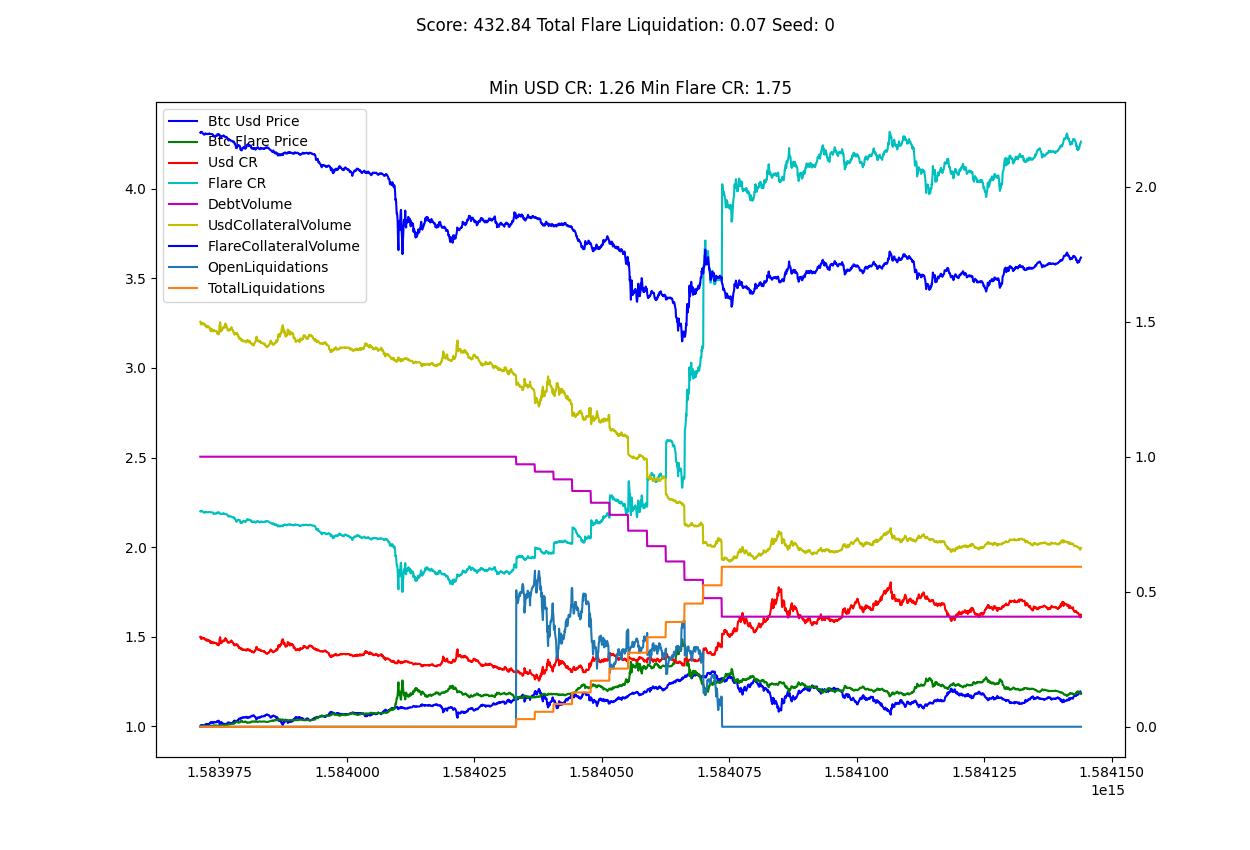 Score: 432.84 Total Flare Liquidation: 0.07 Seed: 0
Min USD CR: 1.26 Min Flare CR: 1.75
Btc Usd Price
Btc Flare Price
Usd CR
Flare CR
DebtVolume
UsdCollateralVolume
FlareCollateralVolume
OpenLiquidations
TotalLiquidations
4.0
3.5
3.0
2.5
2.0
1.5
1.0
2.0
1.5
1.0
0.5
0.0
1.583975 1.584000 1.584025 1.584050 1.584075 1.584100 1.584125 1.584150
1e15